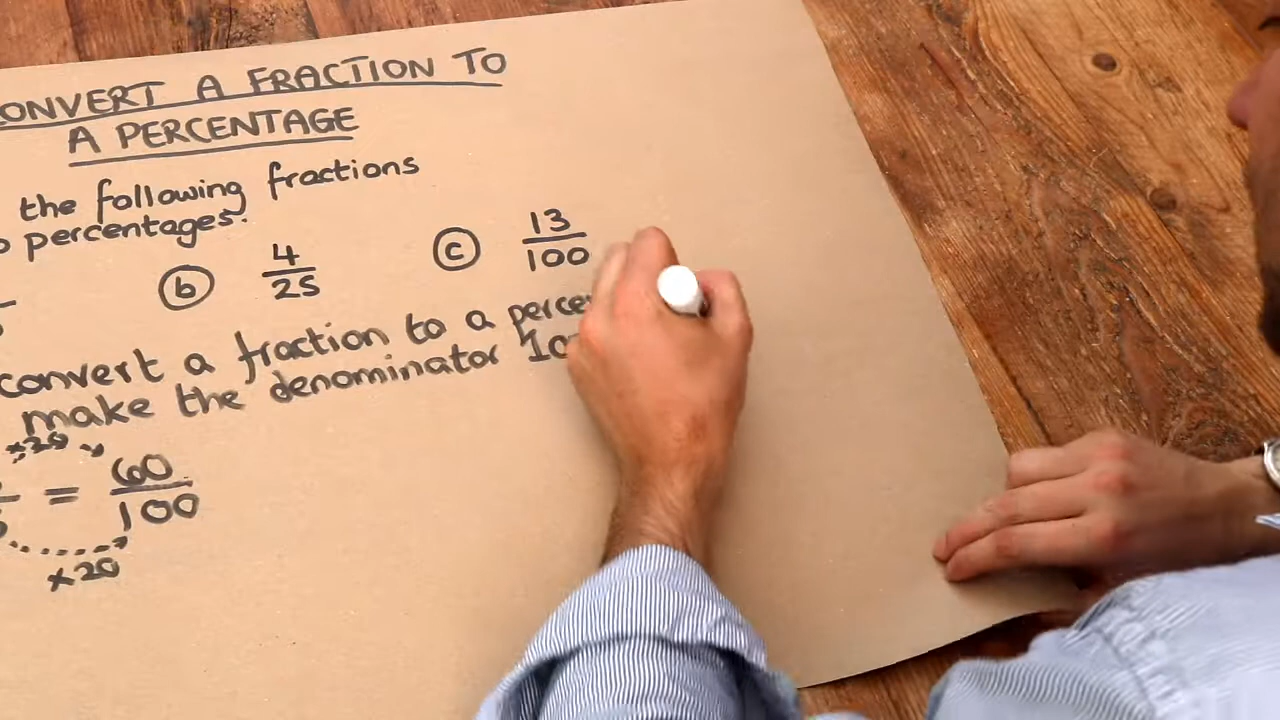 ONVERT A FRACTION TO
A PERCENTAGE
the following fractions
percentages.
b 4/25 c 13/100
convert a fraction to a perce
make the denominator 10
×20
= 60/100
×20